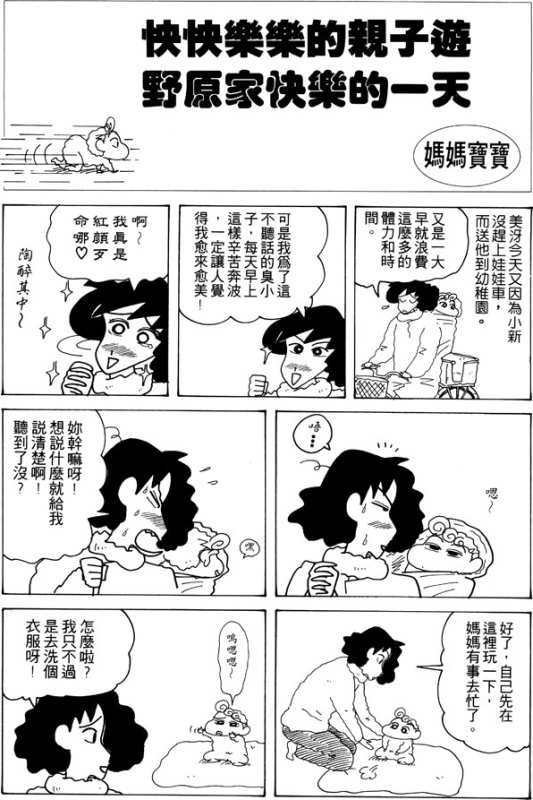 快快樂樂的親子遊
野原家快樂的一天
媽媽寶寶
美冴今天又因為小新
沒趕上娃娃車，
而送他到幼稚園。
又是一大
早就浪費
這麼多的
體力和時
間。
可是我為了這
不聽話的臭小
子，每天早上
這樣辛苦奔波
，一定讓人覺
得我愈來愈美！
啊～
我真是
紅顏歹
命哪♡
陶醉其中～
嗯～
唔…
妳幹嘛呀！
想說什麼就給我
說清楚啊！
聽到了沒？
嘿
好了，自己先在
這裡玩一下，
媽媽有事去忙了。
嗚嗯嗯～
怎麼啦？
我只不過
是去洗個
衣服呀！